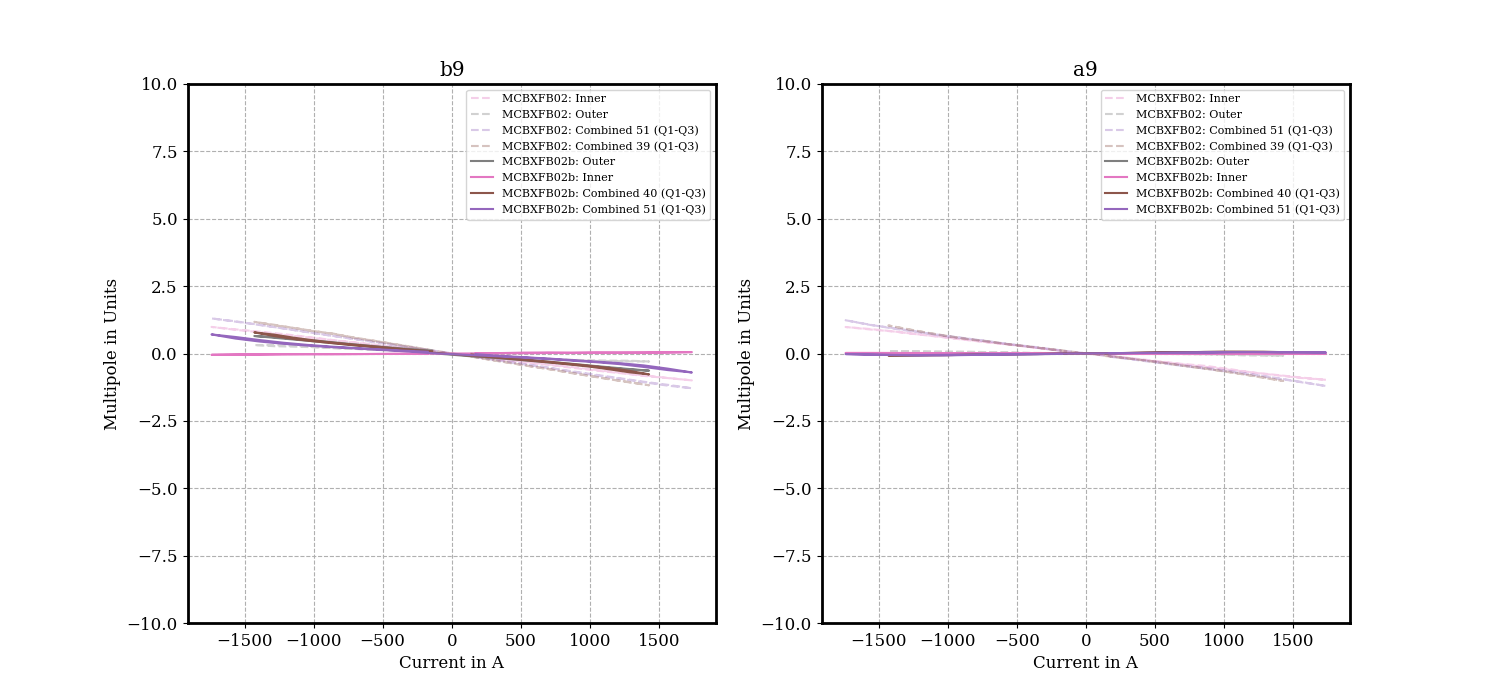 b9
10.0
7.5
5.0
2.5
0.0
−2.5
−5.0
−7.5
−10.0
Multipole in Units
−1500 −1000 −500 0 500 1000 1500
Current in A
MCBXFB02: Inner
MCBXFB02: Outer
MCBXFB02: Combined 51 (Q1-Q3)
MCBXFB02: Combined 39 (Q1-Q3)
MCBXFB02b: Outer
MCBXFB02b: Inner
MCBXFB02b: Combined 40 (Q1-Q3)
MCBXFB02b: Combined 51 (Q1-Q3)
a9
10.0
7.5
5.0
2.5
0.0
−2.5
−5.0
−7.5
−10.0
Multipole in Units
−1500 −1000 −500 0 500 1000 1500
Current in A
MCBXFB02: Inner
MCBXFB02: Outer
MCBXFB02: Combined 51 (Q1-Q3)
MCBXFB02: Combined 39 (Q1-Q3)
MCBXFB02b: Outer
MCBXFB02b: Inner
MCBXFB02b: Combined 40 (Q1-Q3)
MCBXFB02b: Combined 51 (Q1-Q3)